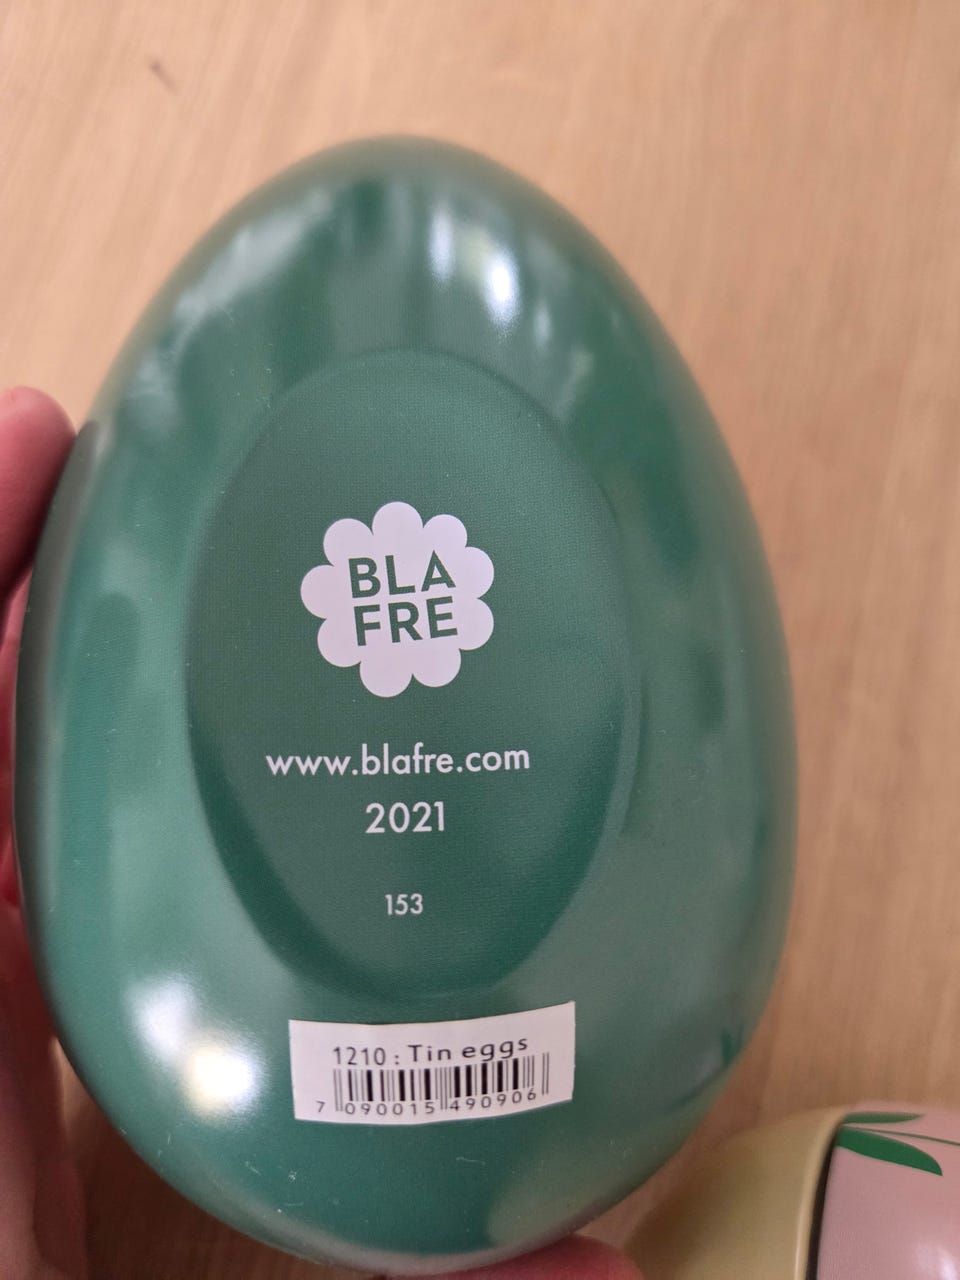 BLA
FRE
www.blafre.com
2021
153
1210 : Tin eggs
7 090015 490906